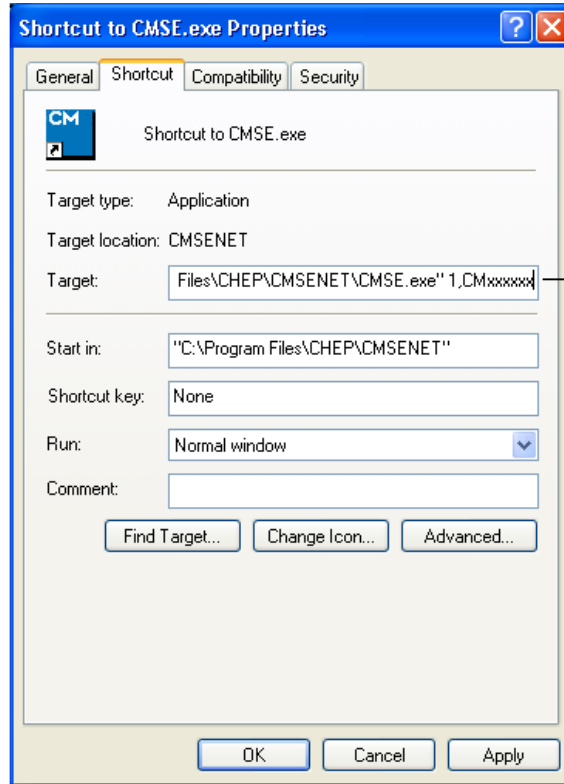 Shortcut to CMSE.exe Properties
General Shortcut Compatibility Security
CM
Shortcut to CMSE.exe
Target type: Application
Target location: CMSENET
Target: Files\CHEP\CMSENET\CMSE.exe" 1,CMxxxxxx
Start in: "C:\Program Files\CHEP\CMSENET"
Shortcut key: None
Run: Normal window
Comment:
Find Target... Change Icon... Advanced...
OK Cancel Apply